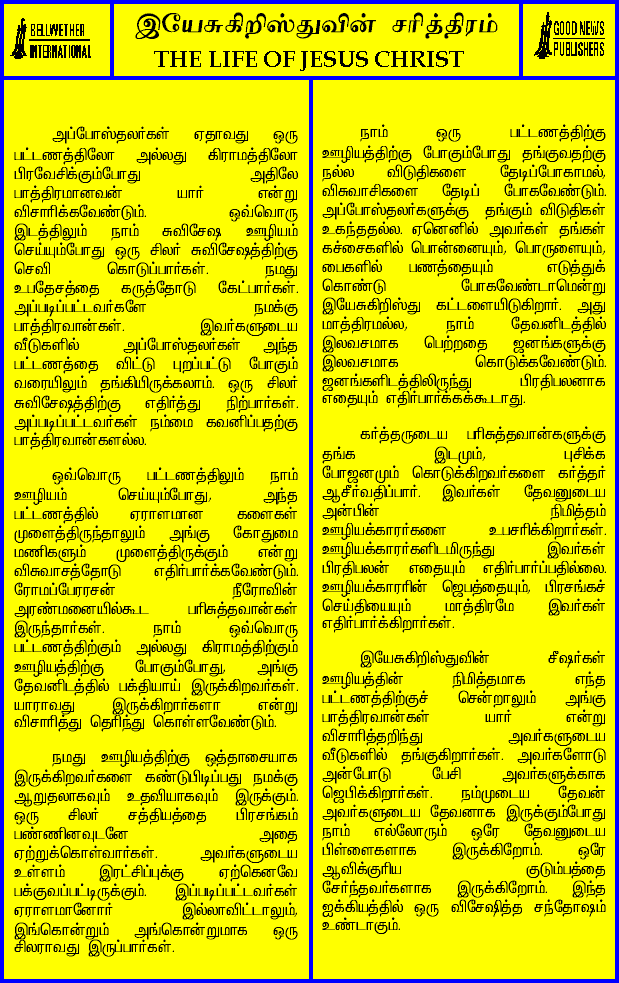 BELLWETHER
INTERNATIONAL
இயேசுகிறிஸ்துவின் சரித்திரம்
THE LIFE OF JESUS CHRIST
GOOD NEWS
PUBLISHERS
அப்போஸ்தலர்கள் ஏதாவது ஒரு
பட்டணத்திலோ அல்லது கிராமத்திலோ
பிரவேசிக்கும்போது அதிலே
பாத்திரமானவன் யார் என்று
விசாரிக்கவேண்டும். ஒவ்வொரு
இடத்திலும் நாம் சுவிசேஷ ஊழியம்
செய்யும்போது ஒரு சிலர் சுவிசேஷத்திற்கு
செவி கொடுப்பார்கள். நமது
உபதேசத்தை கருத்தோடு கேட்பார்கள்.
அப்படிப்பட்டவர்களே நமக்கு
பாத்திரவான்கள். இவர்களுடைய
வீடுகளில் அப்போஸ்தலர்கள் அந்த
பட்டணத்தை விட்டு புறப்பட்டு போகும்
வரையிலும் தங்கியிருக்கலாம். ஒரு சிலர்
சுவிசேஷத்திற்கு எதிர்த்து நிற்பார்கள்.
அப்படிப்பட்டவர்கள் நம்மை கவனிப்பதற்கு
பாத்திரவான்களல்ல.
ஒவ்வொரு பட்டணத்திலும் நாம்
ஊழியம் செய்யும்போது, அந்த
பட்டணத்தில் ஏராளமான களைகள்
முளைத்திருந்தாலும் அங்கு கோதுமை
மணிகளும் முளைத்திருக்கும் என்று
விசுவாசத்தோடு எதிர்பார்க்கவேண்டும்.
ரோமப்பேரரசன் நீரோவின்
அரண்மனையில்கூட பரிசுத்தவான்கள்
இருந்தார்கள். நாம் ஒவ்வொரு
பட்டணத்திற்கும் அல்லது கிராமத்திற்கும்
ஊழியத்திற்கு போகும்போது, அங்கு
தேவனிடத்தில் பக்தியாய் இருக்கிறவர்கள்.
யாராவது இருக்கிறார்களா என்று
விசாரித்து தெரிந்து கொள்ளவேண்டும்.
நமது ஊழியத்திற்கு ஒத்தாசையாக
இருக்கிறவர்களை கண்டுபிடிப்பது நமக்கு
ஆறுதலாகவும் உதவியாகவும் இருக்கும்.
ஒரு சிலர் சத்தியத்தை பிரசங்கம்
பண்ணினவுடனே அதை
ஏற்றுக்கொள்வார்கள். அவர்களுடைய
உள்ளம் இரட்சிப்புக்கு ஏற்கெனவே
பக்குவப்பட்டிருக்கும். இப்படிப்பட்டவர்கள்
ஏராளமானோர் இல்லாவிட்டாலும்,
இங்கொன்றும் அங்கொன்றுமாக ஒரு
சிலராவது இருப்பார்கள்.
நாம் ஒரு பட்டணத்திற்கு
ஊழியத்திற்கு போகும்போது தங்குவதற்கு
நல்ல விடுதிகளை தேடிப்போகாமல்,
விசுவாசிகளை தேடிப் போகவேண்டும்.
அப்போஸ்தலர்களுக்கு தங்கும் விடுதிகள்
உகந்ததல்ல. ஏனெனில் அவர்கள் தங்கள்
கச்சைகளில் பொன்னையும், பொருளையும்,
பைகளில் பணத்தையும் எடுத்துக்
கொண்டு போகவேண்டாமென்று
இயேசுகிறிஸ்து கட்டளையிடுகிறார். அது
மாத்திரமல்ல, நாம் தேவனிடத்தில்
இலவசமாக பெற்றதை ஜனங்களுக்கு
இலவசமாக கொடுக்கவேண்டும்.
ஜனங்களிடத்திலிருந்து பிரதிபலனாக
எதையும் எதிர்பார்க்கக்கூடாது.
கர்த்தருடைய பரிசுத்தவான்களுக்கு
தங்க இடமும், புசிக்க
போஜனமும் கொடுக்கிறவர்களை கர்த்தர்
ஆசீர்வதிப்பார். இவர்கள் தேவனுடைய
அன்பின் நிமித்தம்
ஊழியக்காரர்களை உபசரிக்கிறார்கள்.
ஊழியக்காரர்களிடமிருந்து இவர்கள்
பிரதிபலன் எதையும் எதிர்பார்ப்பதில்லை.
ஊழியக்காரரின் ஜெபத்தையும், பிரசங்கச்
செய்தியையும் மாத்திரமே இவர்கள்
எதிர்பார்க்கிறார்கள்.
இயேசுகிறிஸ்துவின் சீஷர்கள்
ஊழியத்தின் நிமித்தமாக எந்த
பட்டணத்திற்குச் சென்றாலும் அங்கு
பாத்திரவான்கள் யார் என்று
விசாரித்தறிந்து அவர்களுடைய
வீடுகளில் தங்குகிறார்கள். அவர்களோடு
அன்போடு பேசி அவர்களுக்காக
ஜெபிக்கிறார்கள். நம்முடைய தேவன்
அவர்களுடைய தேவனாக இருக்கும்போது
நாம் எல்லோரும் ஒரே தேவனுடைய
பிள்ளைகளாக இருக்கிறோம். ஒரே
ஆவிக்குரிய குடும்பத்தை
சேர்ந்தவர்களாக இருக்கிறோம். இந்த
ஐக்கியத்தில் ஒரு விசேஷித்த சந்தோஷம்
உண்டாகும்.